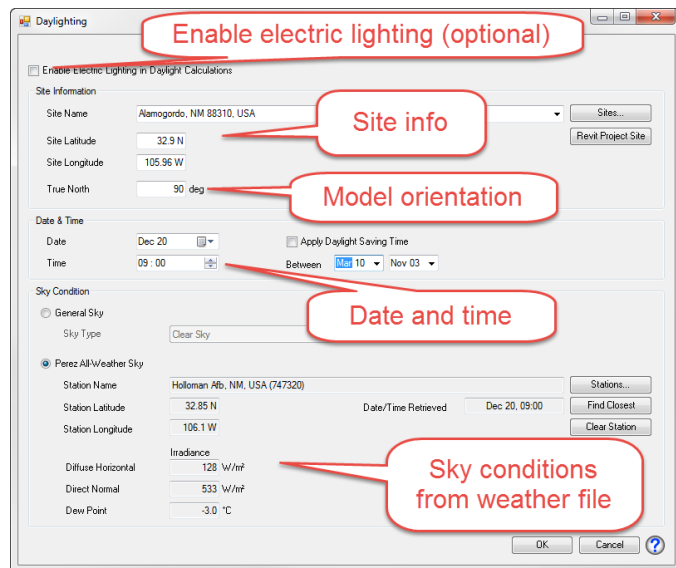 Daylighting
Enable electric lighting (optional)
Enable Electric Lighting in Daylight Calculations
Site Information
Site Name Alamogordo, NM 88310, USA Sites...
Site info
Site Latitude 32.9 N Revit Project Site
Site Longitude 105.96 W
True North 90 deg
Model orientation
Date & Time
Date Dec 20 Apply Daylight Saving Time
Time 09 : 00 Between Mar 10 Nov 03
Date and time
Sky Condition
General Sky
Sky Type Clear Sky
Perez All-Weather Sky
Station Name Holloman Afb, NM, USA (747320) Stations...
Station Latitude 32.85 N Date/Time Retrieved Dec 20, 09:00 Find Closest
Station Longitude 106.1 W Clear Station
Irradiance
Diffuse Horizontal 128 W/m²
Direct Normal 533 W/m²
Dew Point -3.0 °C
Sky conditions
from weather file
OK Cancel ?